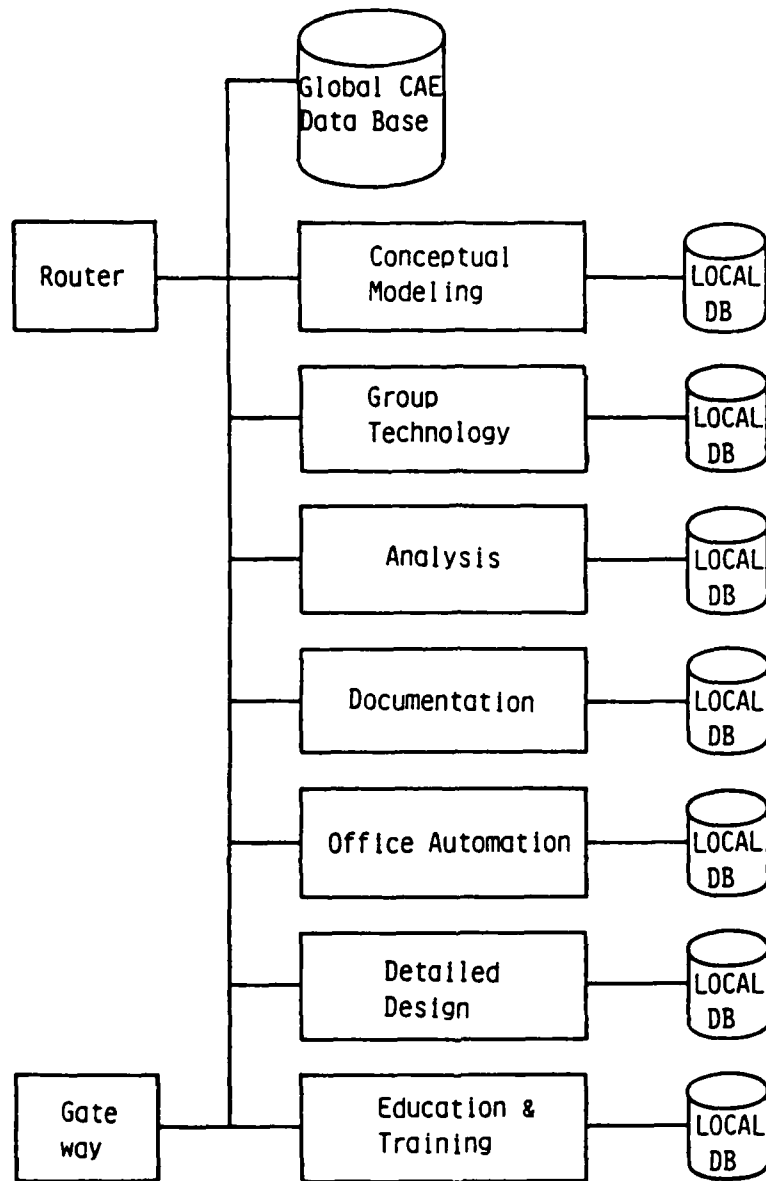 Global CAE
Data Base
Router
Conceptual
Modeling
LOCAL
DB
Group
Technology
LOCAL
DB
Analysis
LOCAL
DB
Documentation
LOCAL
DB
Office Automation
LOCAL
DB
Detailed
Design
LOCAL
DB
Gate
way
Education &
Training
LOCAL
DB